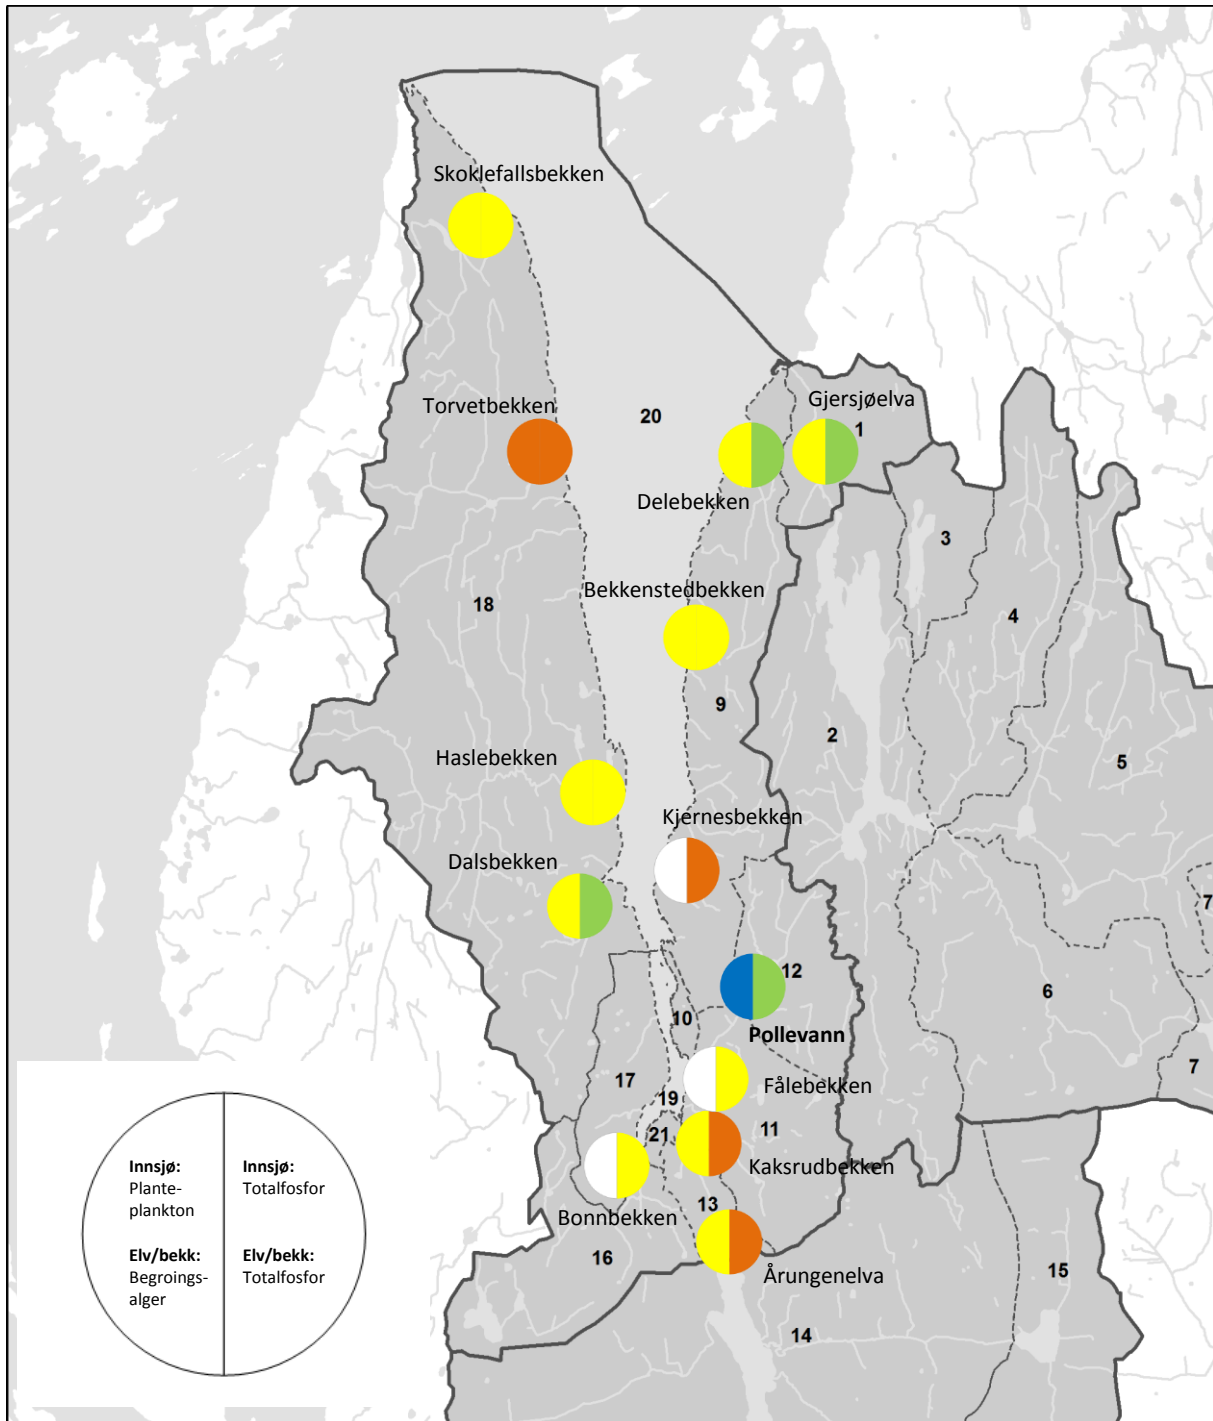 Skoklefallsbekken
Torvetbekken
20
Gjersjøelva
1
Delebekken
3
Bekkenstedbekken
18
4
9
2
5
Haslebekken
Kjernesbekken
Dalsbekken
7
12
6
10
Pollevann
7
17
Fålebekken
19
11
21
Kaksrudbekken
13
Bonnbekken
16
Årungenelva
15
14
Innsjø:
Plante-
plankton
Elv/bekk:
Begroings-
alger
Innsjø:
Totalfosfor
Elv/bekk:
Totalfosfor